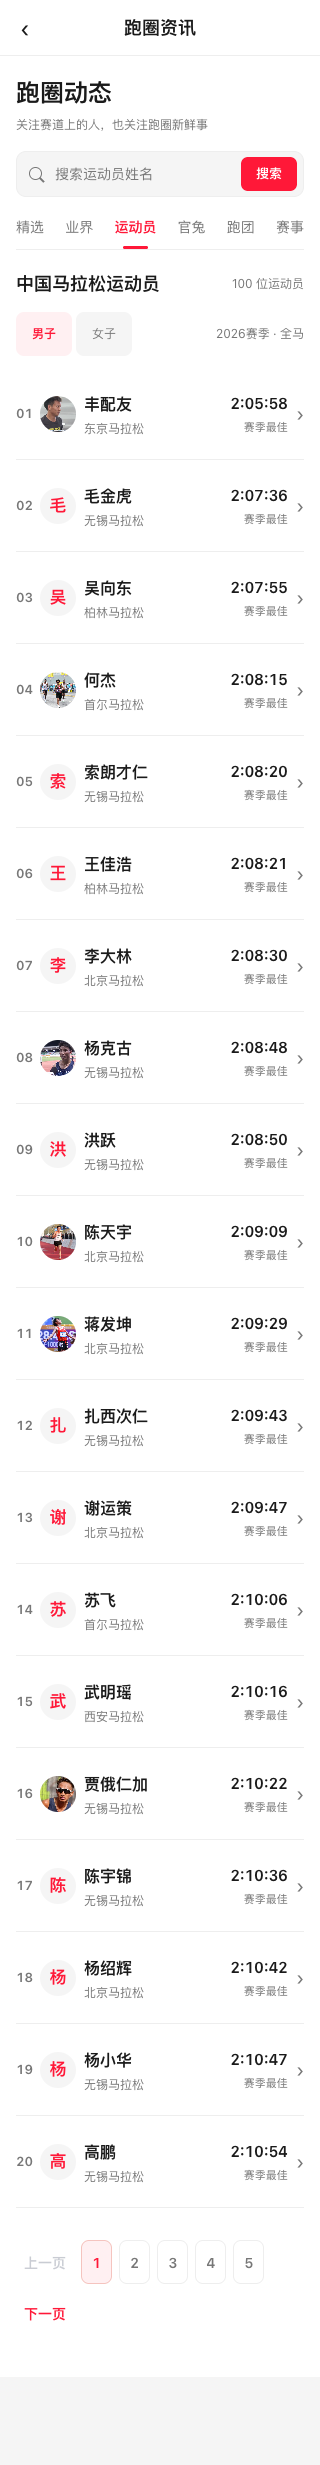 ‹ 跑圈资讯
跑圈动态
关注赛道上的人，也关注跑圈新鲜事
搜索运动员姓名 搜索
精选 业界 运动员 官兔 跑团 赛事
中国马拉松运动员 100 位运动员
男子 女子 2026赛季 · 全马
01 丰配友 2:05:58 ›
东京马拉松 赛季最佳
02 毛 毛金虎 2:07:36 ›
无锡马拉松 赛季最佳
03 吴 吴向东 2:07:55 ›
柏林马拉松 赛季最佳
04 何杰 2:08:15 ›
首尔马拉松 赛季最佳
05 索 索朗才仁 2:08:20 ›
无锡马拉松 赛季最佳
06 王 王佳浩 2:08:21 ›
柏林马拉松 赛季最佳
07 李 李大林 2:08:30 ›
北京马拉松 赛季最佳
08 杨克古 2:08:48 ›
无锡马拉松 赛季最佳
09 洪 洪跃 2:08:50 ›
无锡马拉松 赛季最佳
10 陈天宇 2:09:09 ›
北京马拉松 赛季最佳
11 蒋发坤 2:09:29 ›
北京马拉松 赛季最佳
12 扎 扎西次仁 2:09:43 ›
无锡马拉松 赛季最佳
13 谢 谢运策 2:09:47 ›
北京马拉松 赛季最佳
14 苏 苏飞 2:10:06 ›
首尔马拉松 赛季最佳
15 武 武明瑶 2:10:16 ›
西安马拉松 赛季最佳
16 贾俄仁加 2:10:22 ›
无锡马拉松 赛季最佳
17 陈 陈宇锦 2:10:36 ›
无锡马拉松 赛季最佳
18 杨 杨绍辉 2:10:42 ›
北京马拉松 赛季最佳
19 杨 杨小华 2:10:47 ›
无锡马拉松 赛季最佳
20 高 高鹏 2:10:54 ›
无锡马拉松 赛季最佳
上一页 1 2 3 4 5
下一页